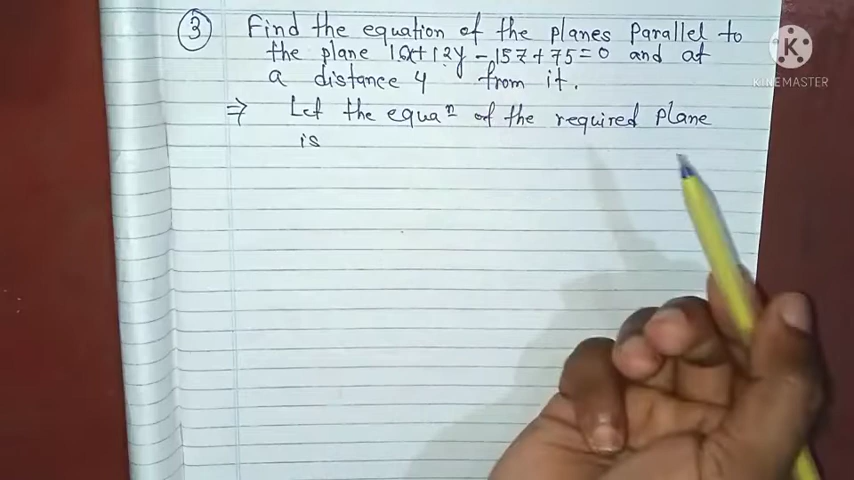 ③ Find the equation of the planes parallel to
the plane 16x+12y-15z+75=0 and at
a distance 4 from it.
⇒ Let the equaⁿ of the required plane
is
K
KINEMASTER